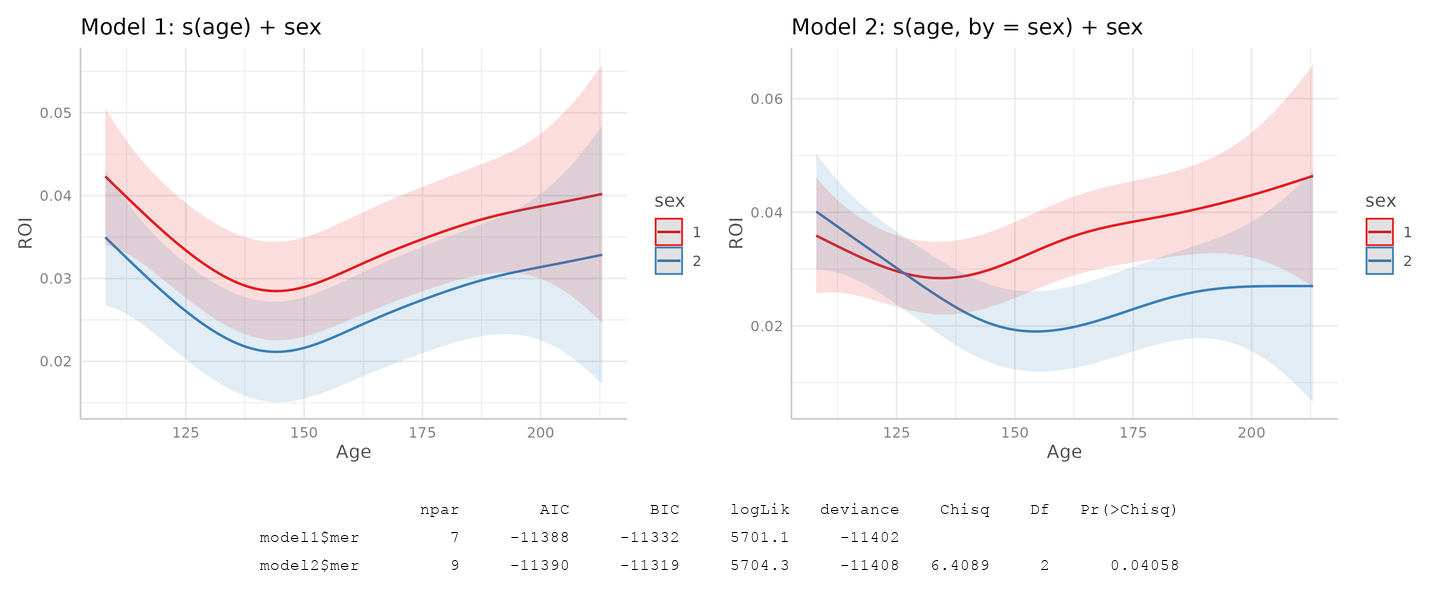 Model 1: s(age) + sex
0.05
0.04
0.03
0.02
ROI
125 150 175 200
Age
sex
1
2
Model 2: s(age, by = sex) + sex
0.06
0.04
0.02
ROI
125 150 175 200
Age
sex
1
2
npar AIC BIC logLik deviance Chisq Df Pr(>Chisq)
model1$mer 7 -11388 -11332 5701.1 -11402
model2$mer 9 -11390 -11319 5704.3 -11408 6.4089 2 0.04058